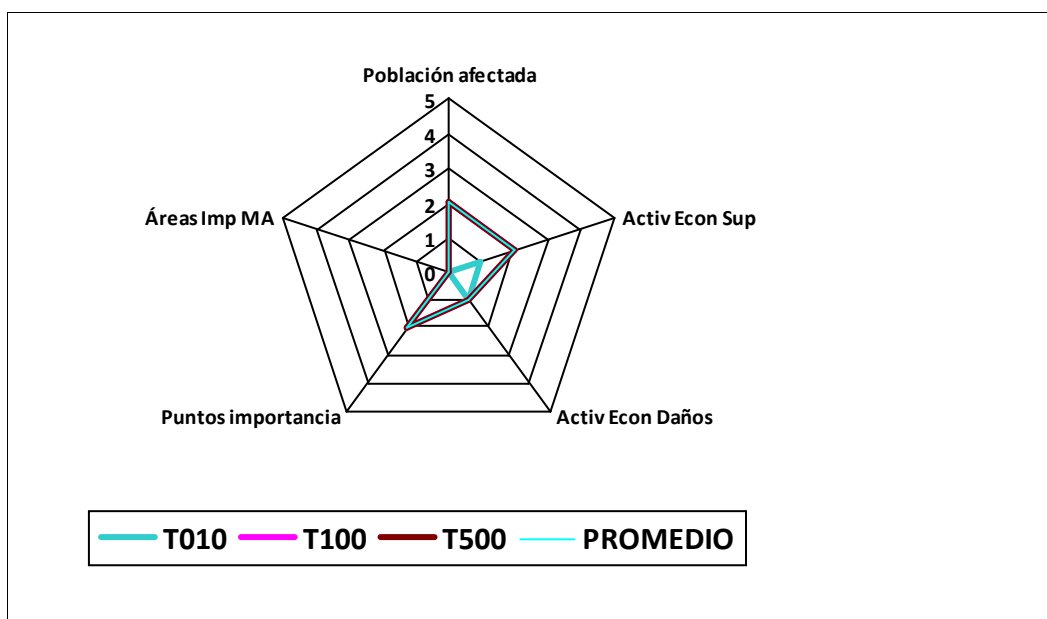 Población afectada
5
4
3
2
1
0
Áreas Imp MA
Activ Econ Sup
Puntos importancia
Activ Econ Daños
T010 T100 T500 PROMEDIO